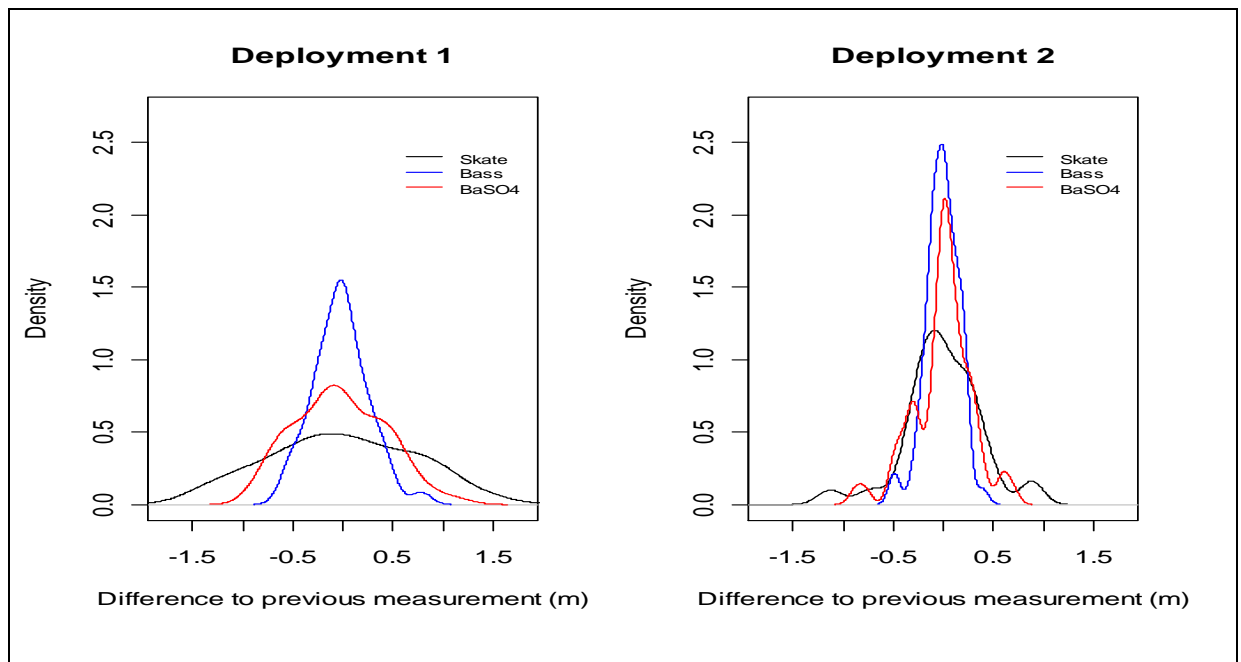 Deployment 1
2.5
2.0
1.5
1.0
0.5
0.0
Density
Skate
Bass
BaSO4
-1.5
-0.5
0.5
1.5
Difference to previous measurement (m)
Deployment 2
2.5
2.0
1.5
1.0
0.5
0.0
Density
Skate
Bass
BaSO4
-1.5
-0.5
0.5
1.5
Difference to previous measurement (m)